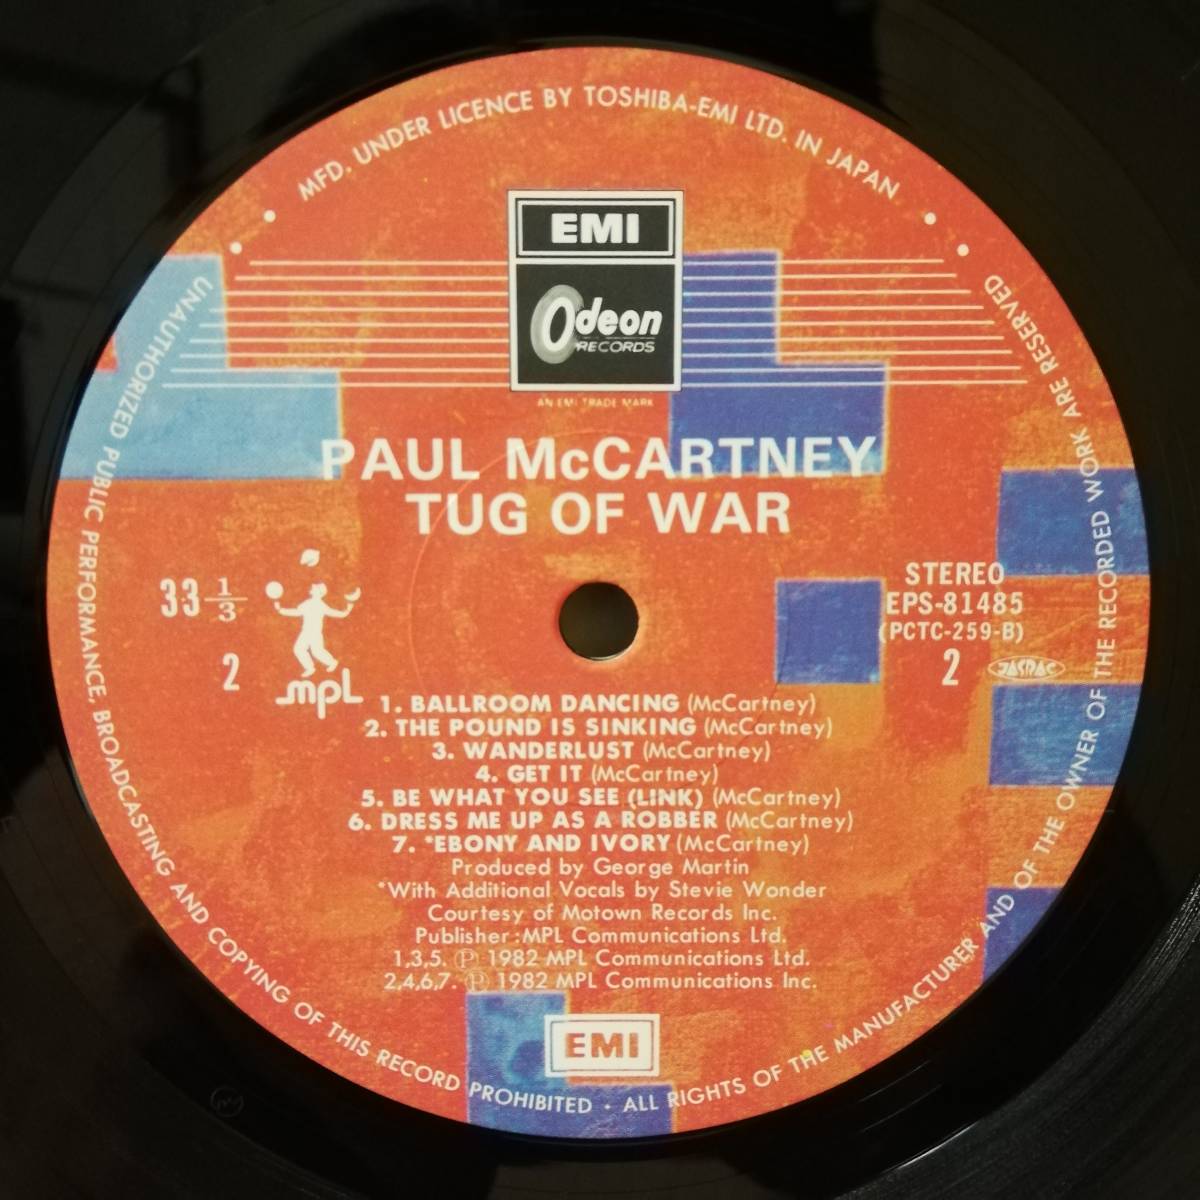 MFD. UNDER LICENCE BY TOSHIBA-EMI LTD. IN JAPAN
EMI
Odeon
RECORDS
AN EMI TRADE MARK
PAUL McCARTNEY
TUG OF WAR
33 1/3
2
mpl
STEREO
EPS-81485
(PCTC-259-B)
2
JASRAC
1. BALLROOM DANCING (McCartney)
2. THE POUND IS SINKING (McCartney)
3. WANDERLUST (McCartney)
4. GET IT (McCartney)
5. BE WHAT YOU SEE (LINK) (McCartney)
6. DRESS ME UP AS A ROBBER (McCartney)
7. *EBONY AND IVORY (McCartney)
Produced by George Martin
*With Additional Vocals by Stevie Wonder
Courtesy of Motown Records Inc.
Publisher:MPL Communications Ltd.
1,3,5. ℗ 1982 MPL Communications Ltd.
2,4,6,7. ℗ 1982 MPL Communications Inc.
EMI
UNAUTHORIZED PUBLIC PERFORMANCE, BROADCASTING AND COPYING OF THIS RECORD PROHIBITED · ALL RIGHTS OF THE MANUFACTURER AND OF THE OWNER OF THE RECORDED WORK ARE RESERVED